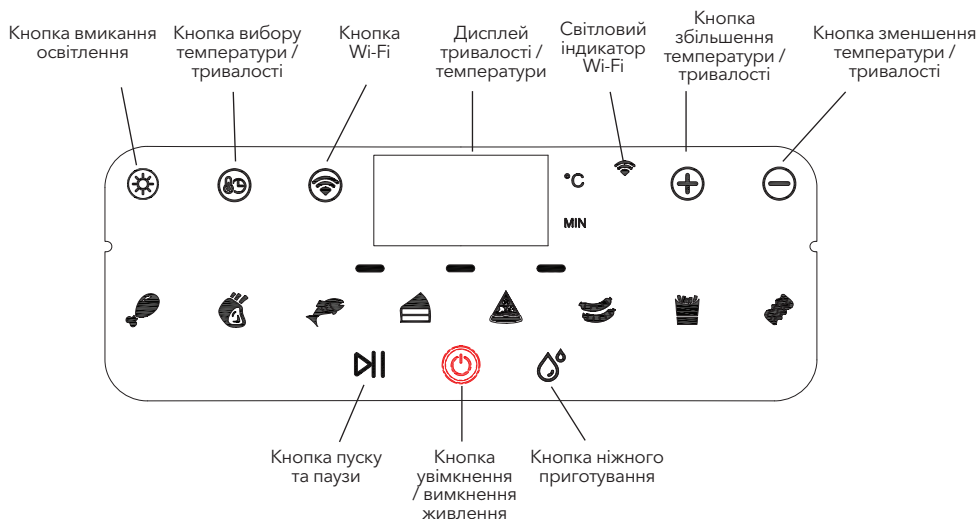 Кнопка вмикання
освітлення
Кнопка вибору
температури /
тривалості
Кнопка
Wi-Fi
Дисплей
тривалості /
температури
Світловий
індикатор
Wi-Fi
Кнопка
збільшення
температури /
тривалості
Кнопка зменшення
температури /
тривалості
°C
MIN
Кнопка пуску
та паузи
Кнопка
увімкнення
/ вимкнення
живлення
Кнопка ніжного
приготування